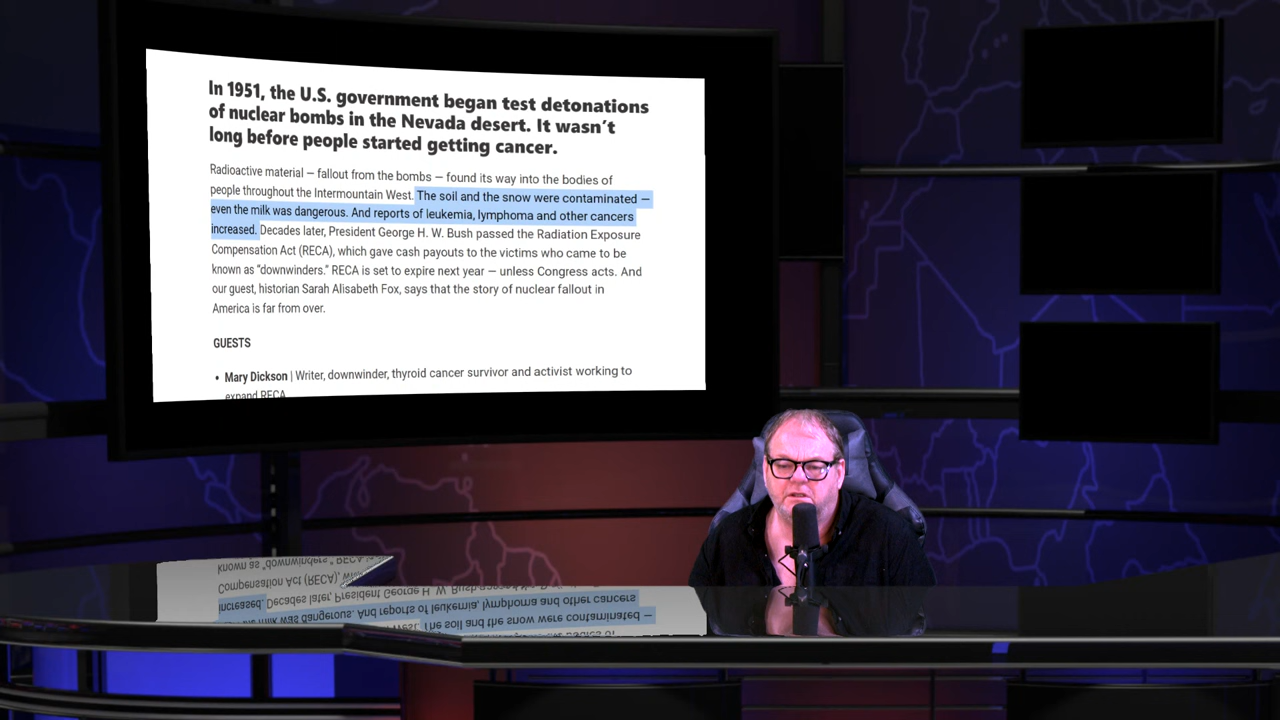 In 1951, the U.S. government began test detonations
of nuclear bombs in the Nevada desert. It wasn't
long before people started getting cancer.
Radioactive material – fallout from the bombs – found its way into the bodies of
people throughout the Intermountain West. The soil and the snow were contaminated –
even the milk was dangerous. And reports of leukemia, lymphoma and other cancers
increased. Decades later, President George H. W. Bush passed the Radiation Exposure
Compensation Act (RECA), which gave cash payouts to the victims who came to be
known as "downwinders." RECA is set to expire next year – unless Congress acts. And
our guest, historian Sarah Alisabeth Fox, says that the story of nuclear fallout in
America is far from over.
GUESTS
• Mary Dickson | Writer, downwinder, thyroid cancer survivor and activist working to
expand RECA